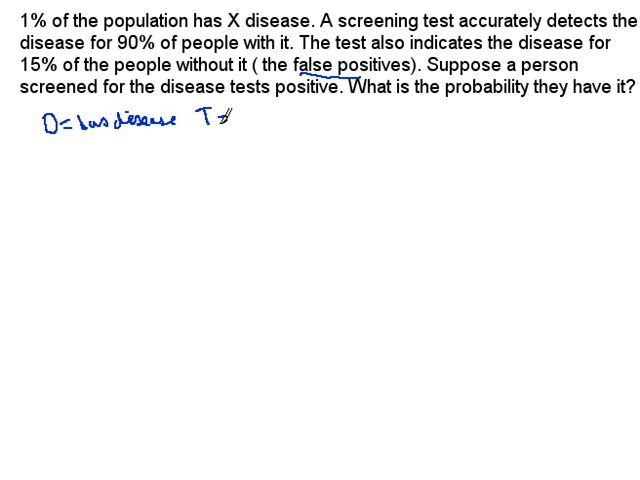 1% of the population has X disease. A screening test accurately detects the
disease for 90% of people with it. The test also indicates the disease for
15% of the people without it ( the false positives). Suppose a person
screened for the disease tests positive. What is the probability they have it?
D = has disease T =